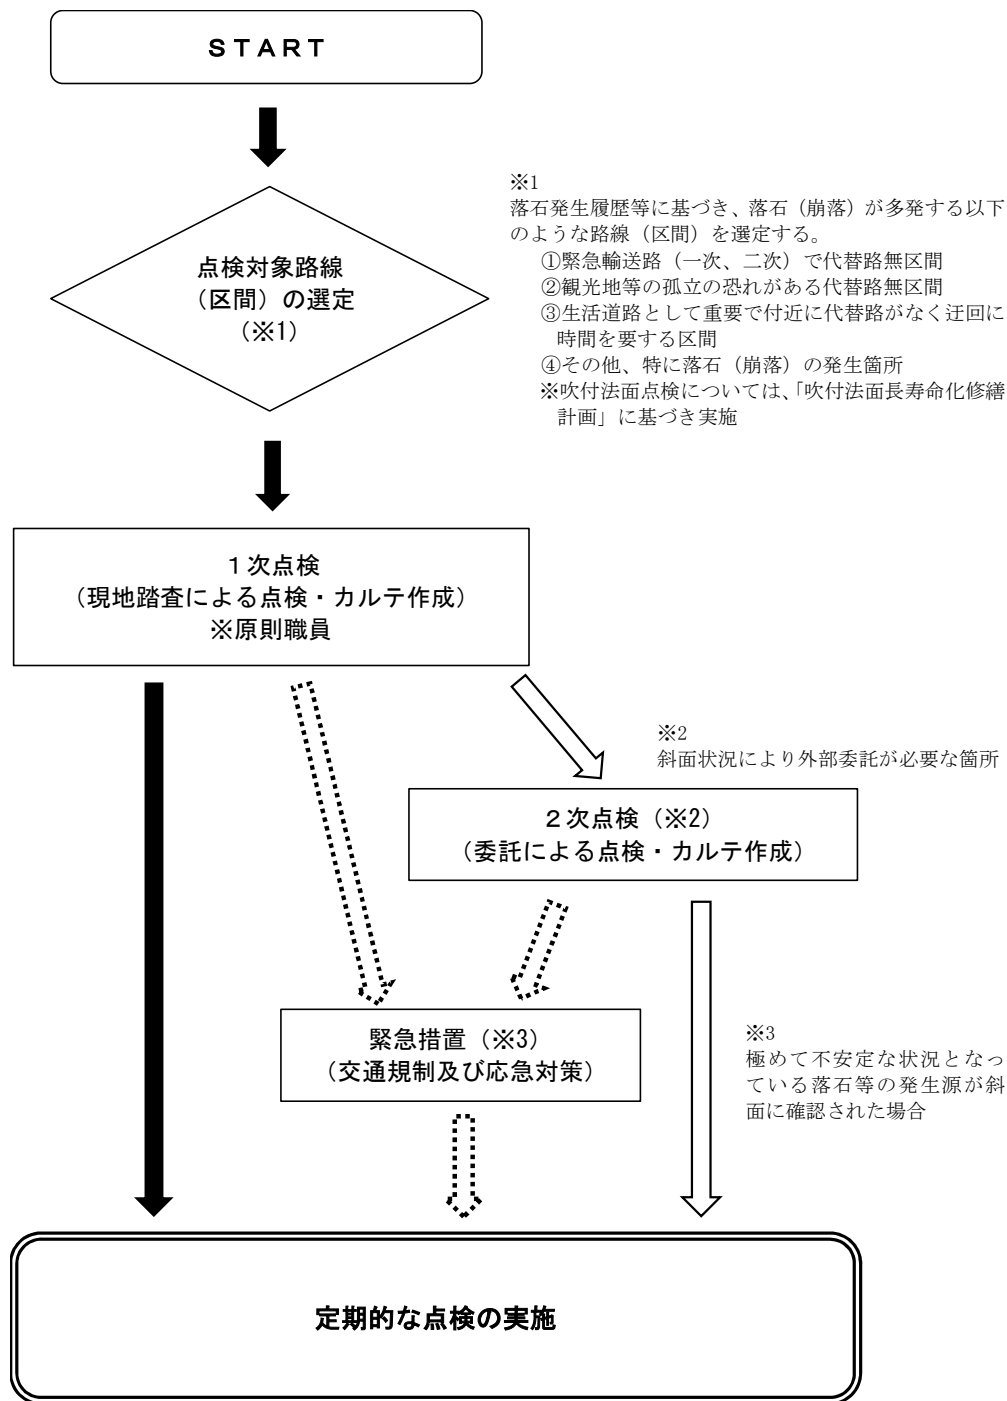 ＳＴＡＲＴ
※1
落石発生履歴等に基づき、落石（崩落）が多発する以下
のような路線（区間）を選定する。
①緊急輸送路（一次、二次）で代替路無区間
②観光地等の孤立の恐れがある代替路無区間
③生活道路として重要で付近に代替路がなく迂回に
時間を要する区間
④その他、特に落石（崩落）の発生箇所
※吹付法面点検については、「吹付法面長寿命化修繕
計画」に基づき実施
点検対象路線
（区間）の選定
（※1）
１次点検
（現地踏査による点検・カルテ作成）
※原則職員
※2
斜面状況により外部委託が必要な箇所
２次点検（※2）
（委託による点検・カルテ作成）
緊急措置（※3）
（交通規制及び応急対策）
※3
極めて不安定な状況となっ
ている落石等の発生源が斜
面に確認された場合
定期的な点検の実施